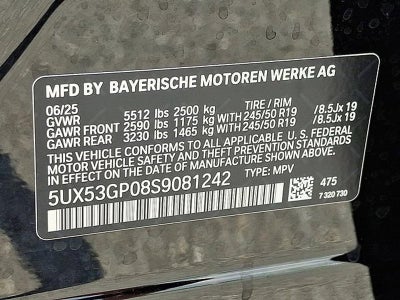 MFD BY BAYERISCHE MOTOREN WERKE AG
06/25 TIRE / RIM
GVWR 5512 lbs 2500 kg
GAWR FRONT 2590 lbs 1175 kg WITH 245/50 R19 /8.5Jx 19
GAWR REAR 3230 lbs 1465 kg WITH 245/50 R19 /8.5Jx 19
THIS VEHICLE CONFORMS TO ALL APPLICABLE U.S. FEDERAL
MOTOR VEHICLE SAFETY AND THEFT PREVENTION STANDARDS
IN EFFECT ON THE DATE OF MANUFACTURE SHOWN ABOVE.
5UX53GP08S9081242 TYPE: MPV
475
7 320 730